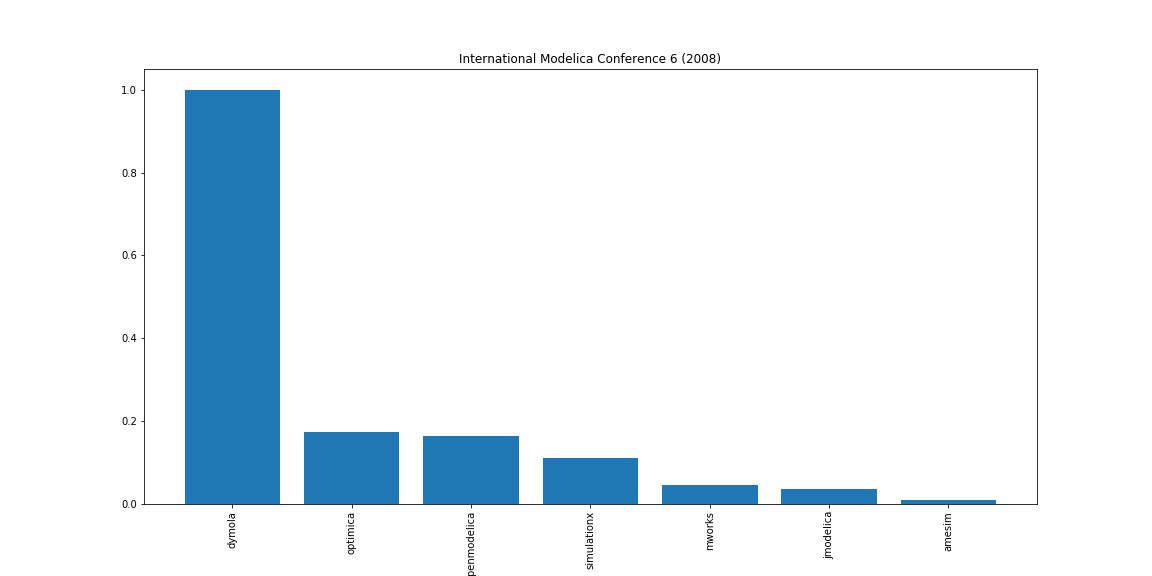 International Modelica Conference 6 (2008)
1.0
0.8
0.6
0.4
0.2
0.0
dymola
optimica
penmodelica
simulationx
mworks
jmodelica
amesim